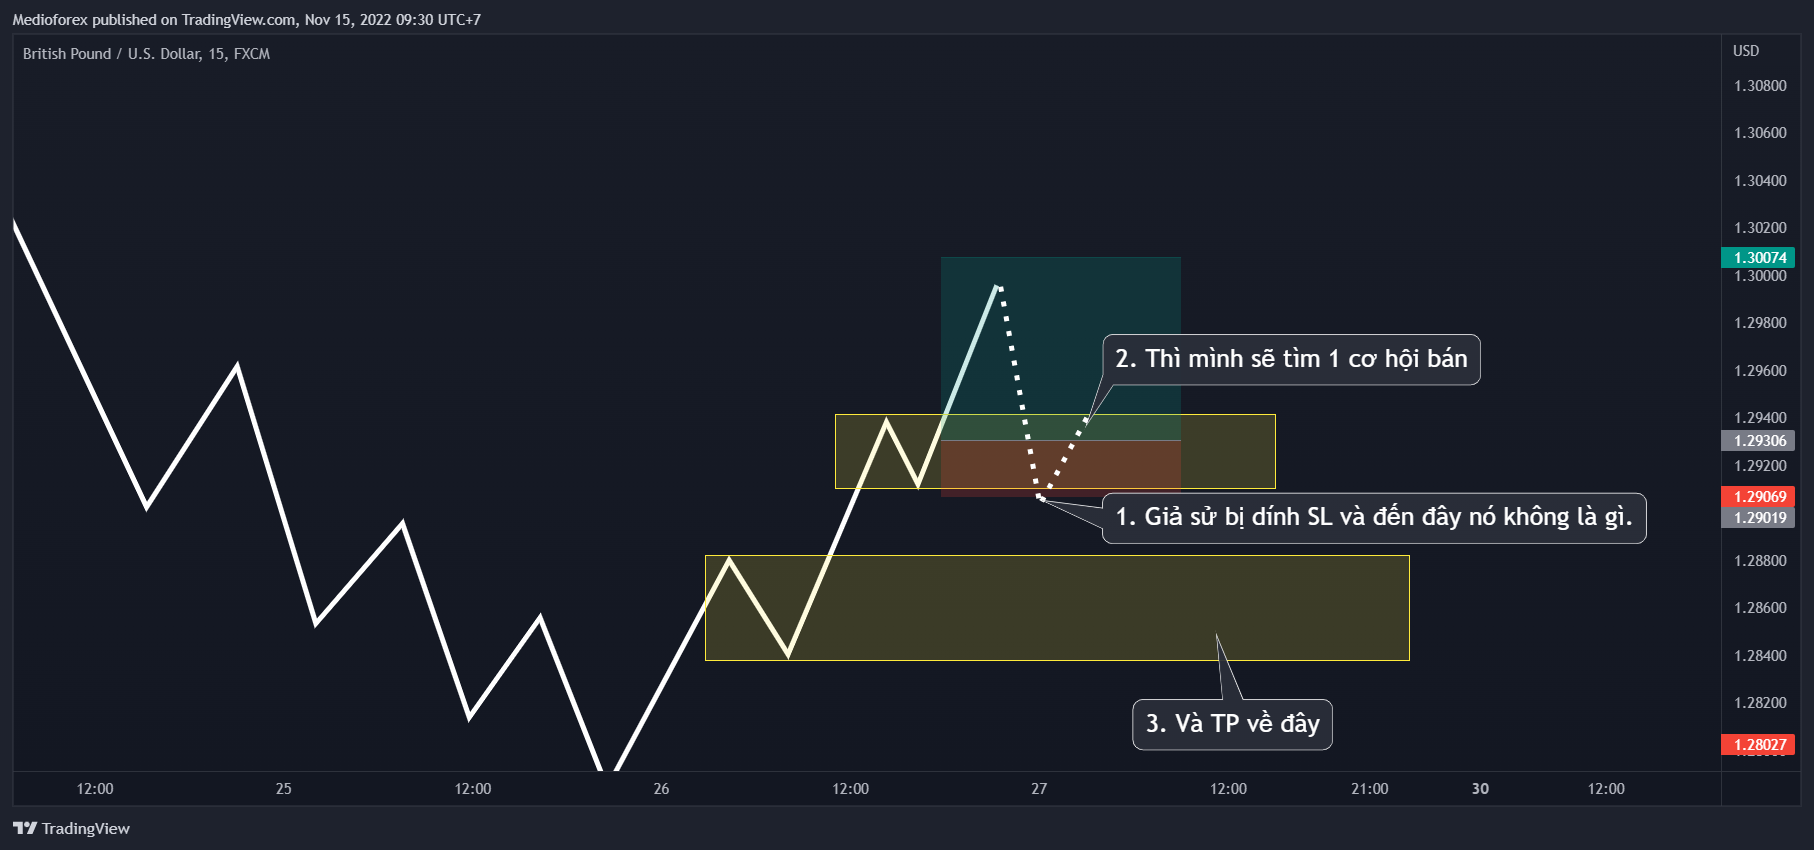 Medioforex published on TradingView.com, Nov 15, 2022 09:30 UTC+7
British Pound / U.S. Dollar, 15, FXCM
USD
1.30800
1.30600
1.30400
1.30200
1.30074
1.30000
1.29800
2. Thì mình sẽ tìm 1 cơ hội bán
1.29600
1.29400
1.29306
1.29200
1.29069
1. Giả sử bị dính SL và đến đây nó không là gì.
1.29019
1.28800
1.28600
1.28400
1.28200
3. Và TP về đây
1.28027
12:00 25 12:00 26 12:00 27 12:00 21:00 30 12:00
TradingView